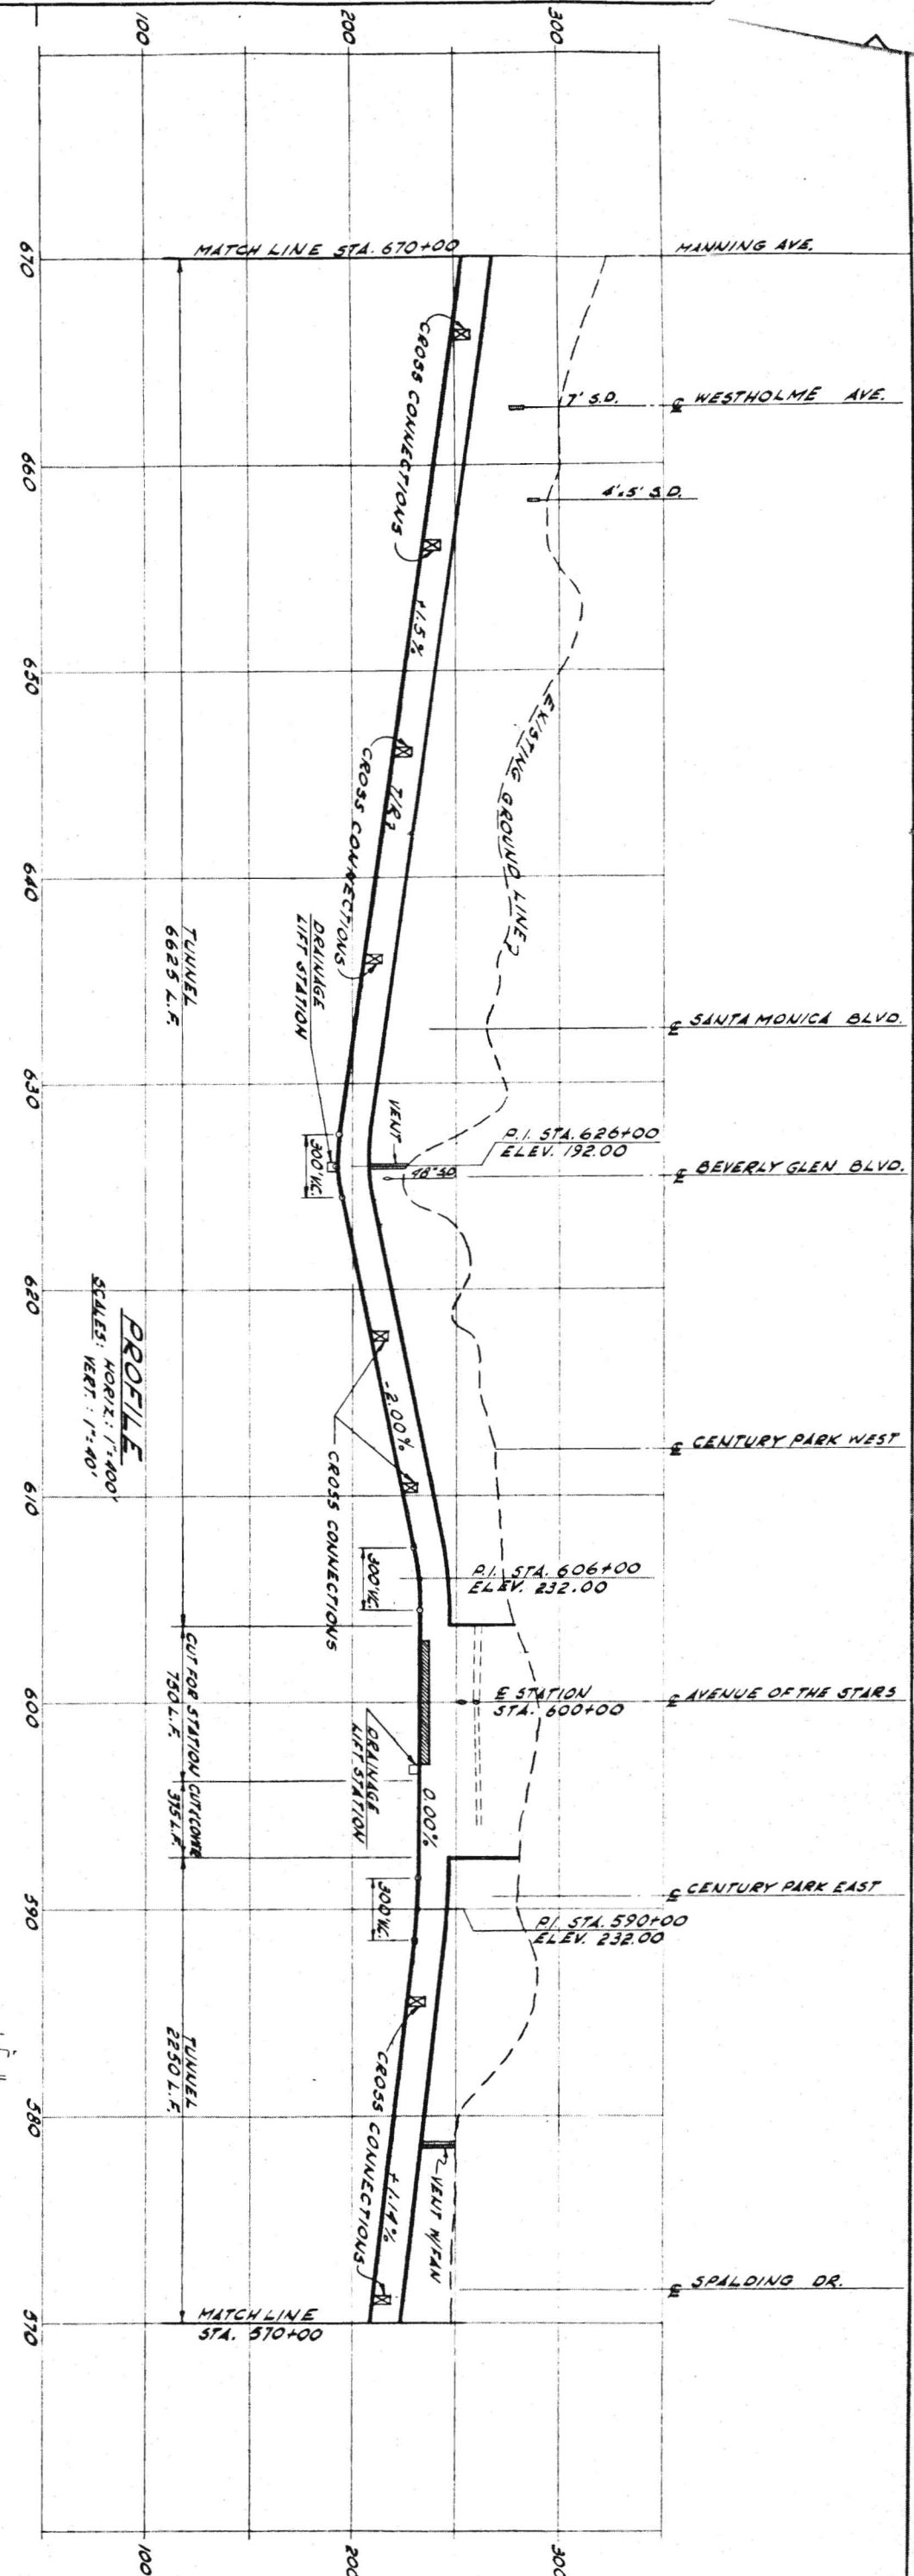 100
200
300
MATCH LINE STA. 670+00
MANNING AVE.
670
CROSS CONNECTIONS
7' S.D.
℄ WESTHOLME AVE.
660
+1.5%
650
EXISTING GROUND LINE
T/R
CROSS CONNECTIONS
640
TUNNEL
6625 L.F.
DRAINAGE
LIFT STATION
℄ SANTA MONICA BLVD.
630
VENT
P.I. STA. 626+00
ELEV. 192.00
300' V.C.
48" S.D.
℄ BEVERLY GLEN BLVD.
620
PROFILE
SCALES: HORIZ: 1"=400'
VERT.: 1"=40'
-2.00%
CROSS CONNECTIONS
℄ CENTURY PARK WEST
610
300' V.C.
P.I. STA. 606+00
ELEV. 232.00
CUT FOR STATION
750 L.F.
CUT & COVER
375 L.F.
600
℄ STATION
STA. 600+00
℄ AVENUE OF THE STARS
DRAINAGE
LIFT STATION
0.00%
℄ CENTURY PARK EAST
590
300' V.C.
P.I. STA. 590+00
ELEV. 232.00
TUNNEL
2250 L.F.
CROSS CONNECTIONS
580
+1.14%
VENT W/FAN
℄ SPALDING DR.
570
MATCH LINE
STA. 570+00
100
200
300